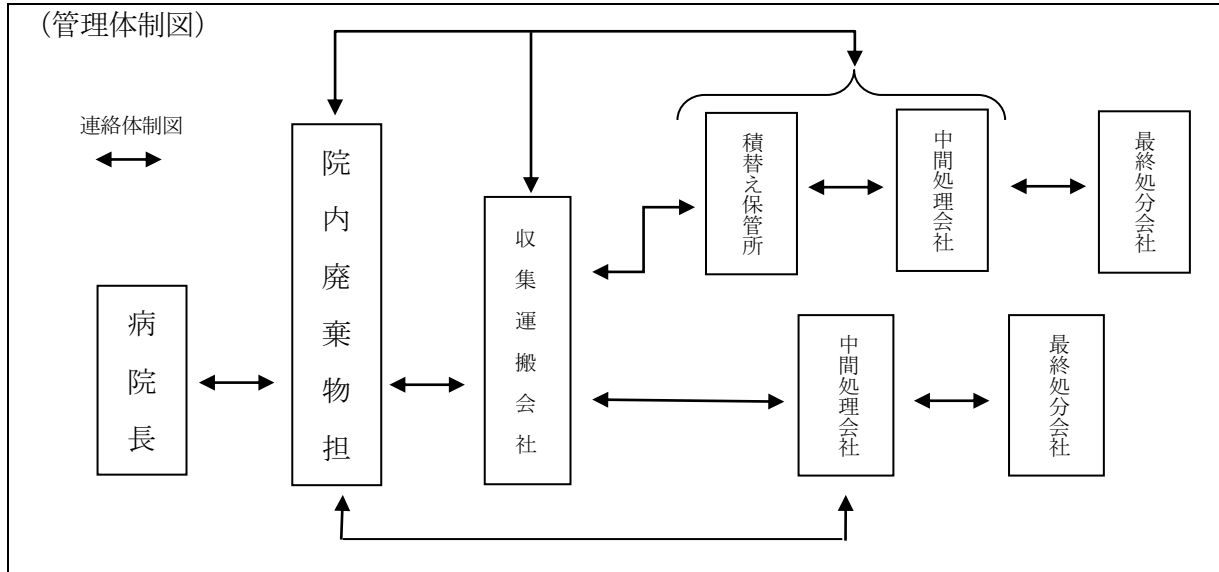 （管理体制図）
連絡体制図
病院長
院内廃棄物担
収集運搬会社
積替え保管所
中間処理会社
最終処分会社
中間処理会社
最終処分会社